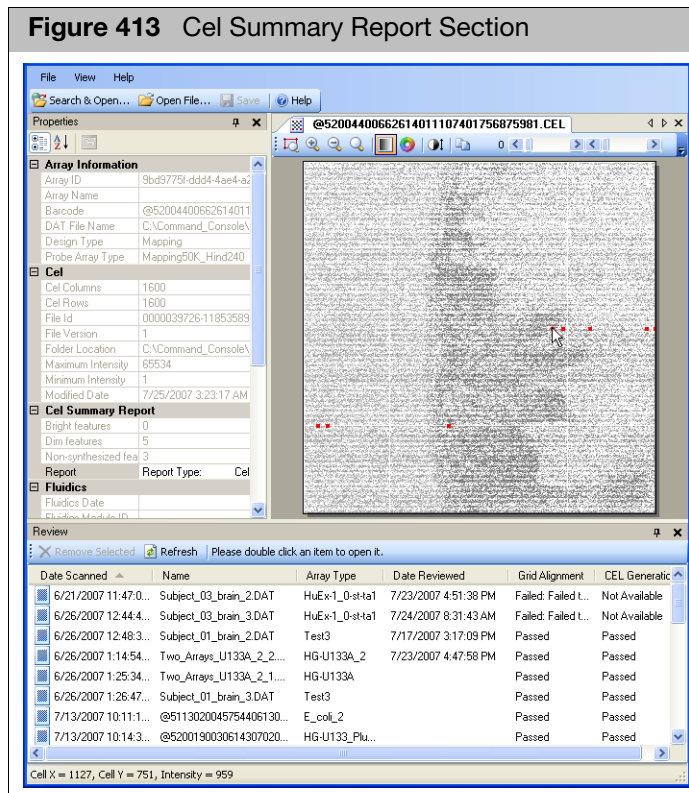 Figure 413 Cel Summary Report Section
File View Help
Search & Open... Open File... Save Help
Properties
@52004400662614011107401756875981.CEL
0
Array Information
Array ID 9bd9775f-ddd4-4ae4-a2
Array Name
Barcode @52004400662614011
DAT File Name C:\Command_Console\
Design Type Mapping
Probe Array Type Mapping50K_Hind240
Cel
Cel Columns 1600
Cel Rows 1600
File Id 0000039726-11853589
File Version 1
Folder Location C:\Command_Console\
Maximum Intensity 65534
Minimum Intensity 1
Modified Date 7/25/2007 3:23:17 AM
Cel Summary Report
Bright features 0
Dim features 5
Non-synthesized fea 3
Report Report Type: Cel
Fluidics
Fluidics Date
Fluidics Module ID
Review
Remove Selected Refresh Please double click an item to open it.
Date Scanned Name Array Type Date Reviewed Grid Alignment CEL Generatic
6/21/2007 11:47:0... Subject_03_brain_2.DAT HuEx-1_0-st-ta1 7/23/2007 4:51:38 PM Failed: Failed t... Not Available
6/26/2007 12:44:4... Subject_03_brain_3.DAT HuEx-1_0-st-ta1 7/24/2007 8:31:43 AM Failed: Failed t... Not Available
6/26/2007 12:48:3... Subject_01_brain_2.DAT Test3 7/17/2007 3:17:09 PM Passed Passed
6/26/2007 1:14:54... Two_Arrays_U133A_2_2.... HG-U133A_2 7/23/2007 4:47:58 PM Passed Passed
6/26/2007 1:25:34... Two_Arrays_U133A_2_1.... HG-U133A Passed Passed
6/26/2007 1:26:47... Subject_01_brain_3.DAT Test3 Passed Passed
7/13/2007 10:11:1... @5113020045754406130... E_coli_2 Passed Passed
7/13/2007 10:14:3... @5200190030614307020... HG-U133_Plu... Passed Passed
Cell X = 1127, Cell Y = 751, Intensity = 959